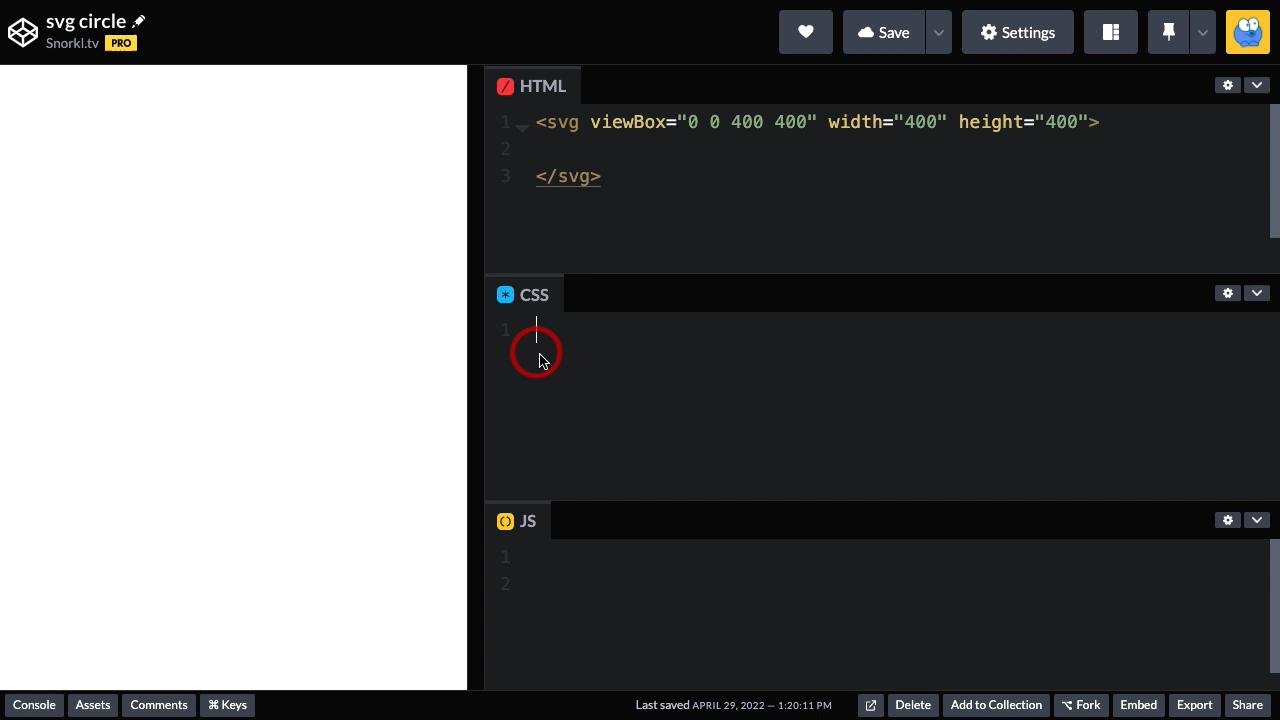 svg circle
Snorkl.tv PRO
Save
Settings
HTML
1 <svg viewBox="0 0 400 400" width="400" height="400">
2
3 </svg>
CSS
1
JS
1
2
Console Assets Comments ⌘ Keys Last saved APRIL 29, 2022 — 1:20:11 PM Delete Add to Collection ⌥ Fork Embed Export Share